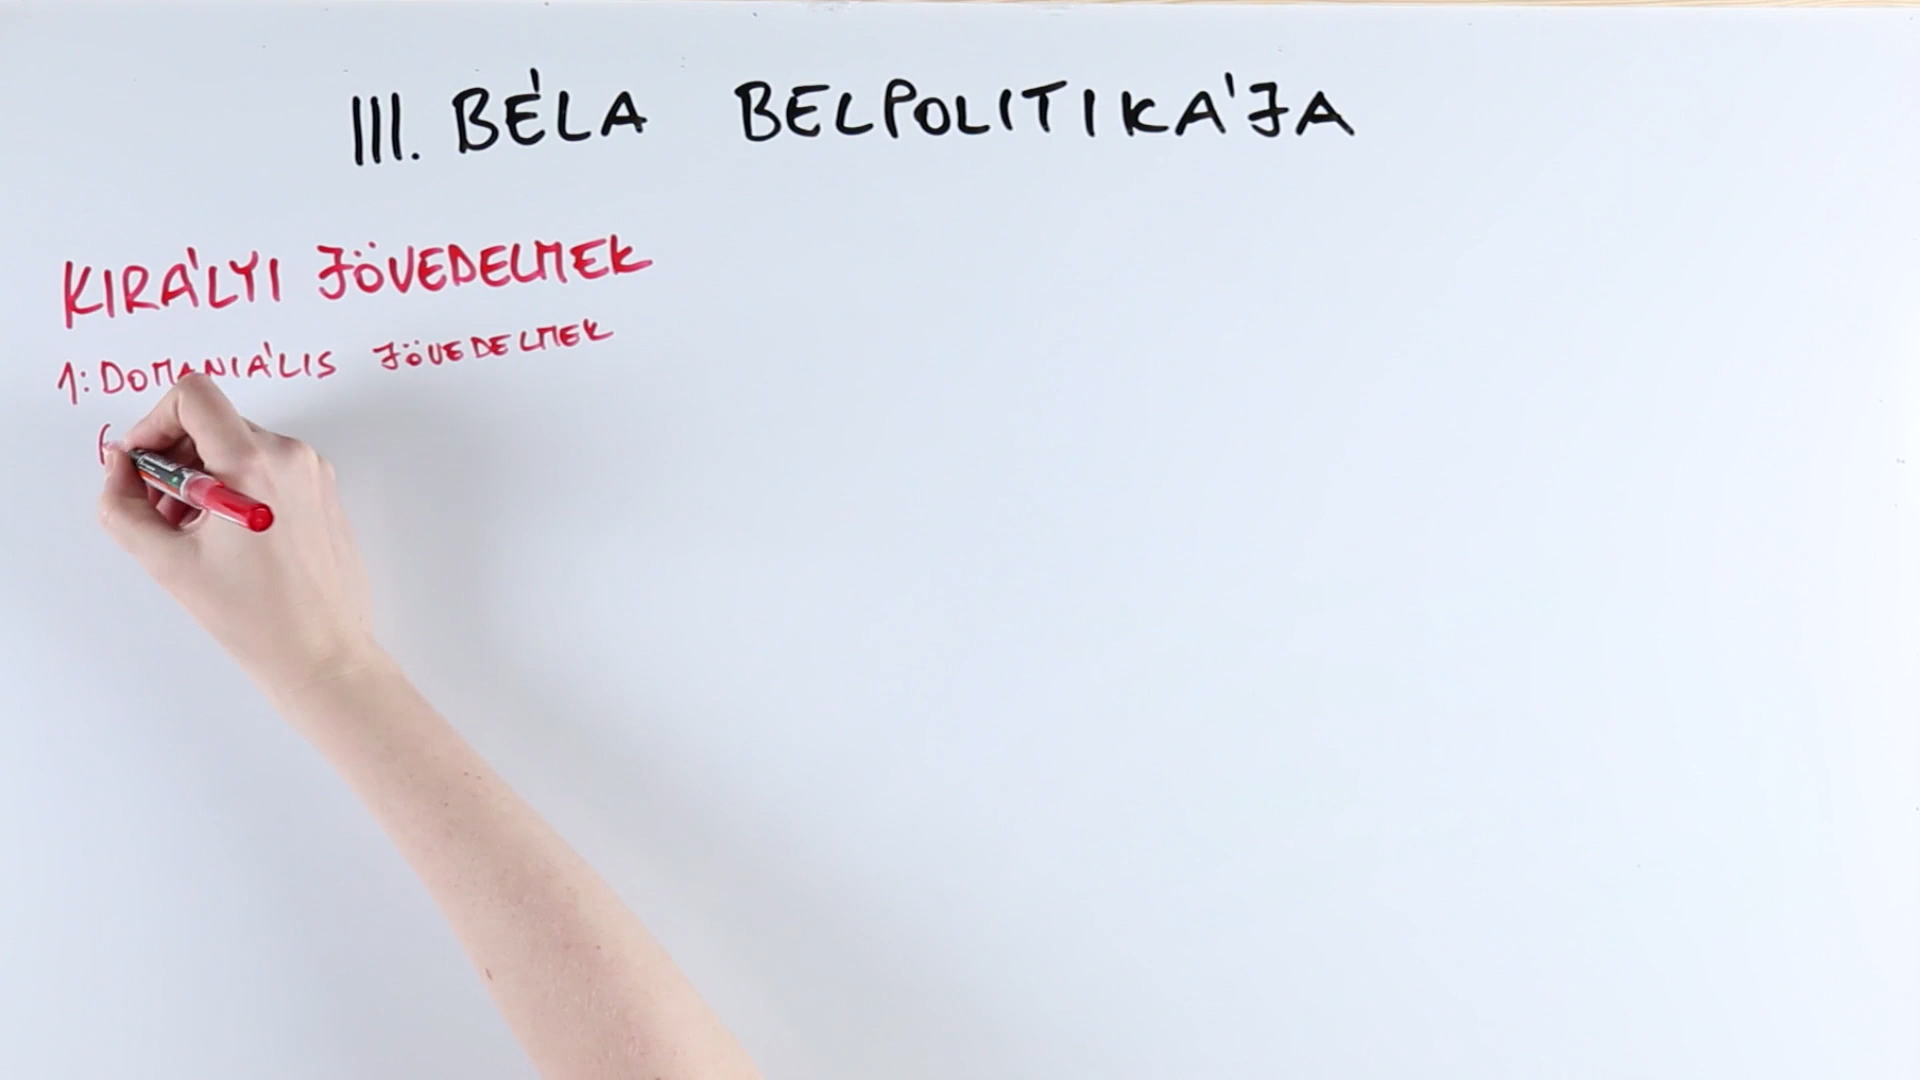 III. BÉLA BELPOLITIKÁJA
KIRÁLYI JÖVEDELMEK
1: DOMANIÁLIS JÖVEDELMEK
(